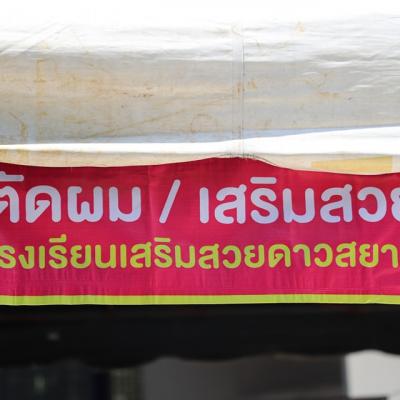 ตัดผม / เสริมสวย
รงเรียนเสริมสวยดาวสยา